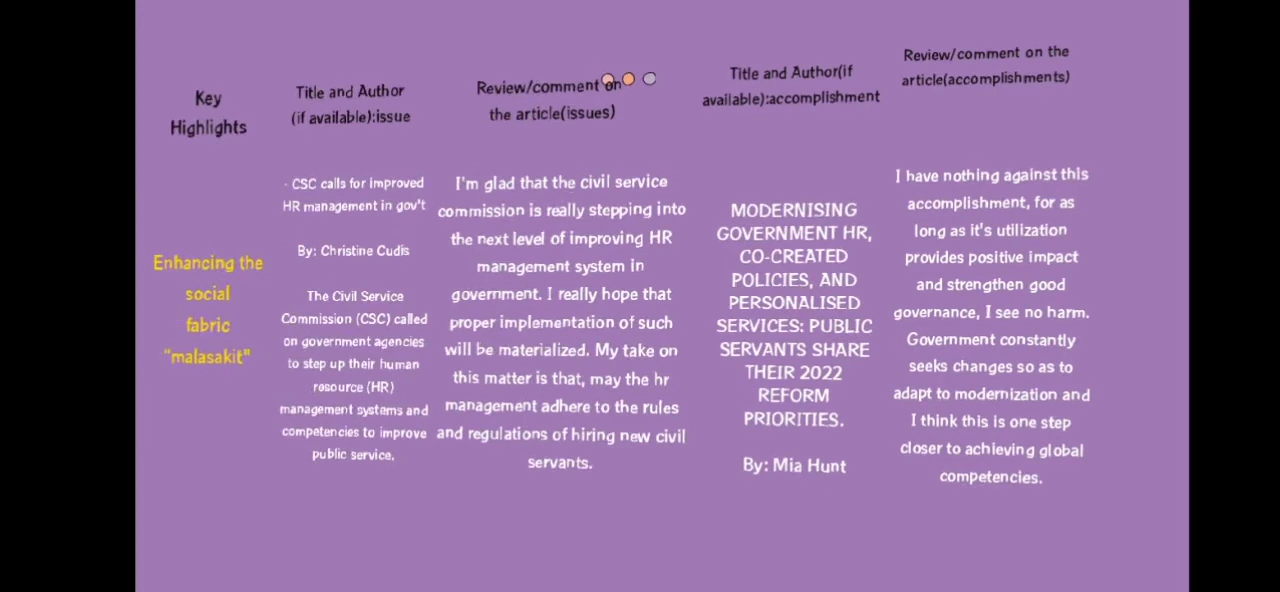 Key
Highlights
Title and Author
(if available):issue
Review/comment on
the article(issues)
Title and Author(if
available):accomplishment
Review/comment on the
article(accomplishments)
Enhancing the
social
fabric
"malasakit"
- CSC calls for improved
HR management in gov't
By: Christine Cudis
The Civil Service
Commission (CSC) called
on government agencies
to step up their human
resource (HR)
management systems and
competencies to improve
public service.
I'm glad that the civil service
commission is really stepping into
the next level of improving HR
management system in
government. I really hope that
proper implementation of such
will be materialized. My take on
this matter is that, may the hr
management adhere to the rules
and regulations of hiring new civil
servants.
MODERNISING
GOVERNMENT HR,
CO-CREATED
POLICIES, AND
PERSONALISED
SERVICES: PUBLIC
SERVANTS SHARE
THEIR 2022
REFORM
PRIORITIES.
By: Mia Hunt
I have nothing against this
accomplishment, for as
long as it's utilization
provides positive impact
and strengthen good
governance, I see no harm.
Government constantly
seeks changes so as to
adapt to modernization and
I think this is one step
closer to achieving global
competencies.